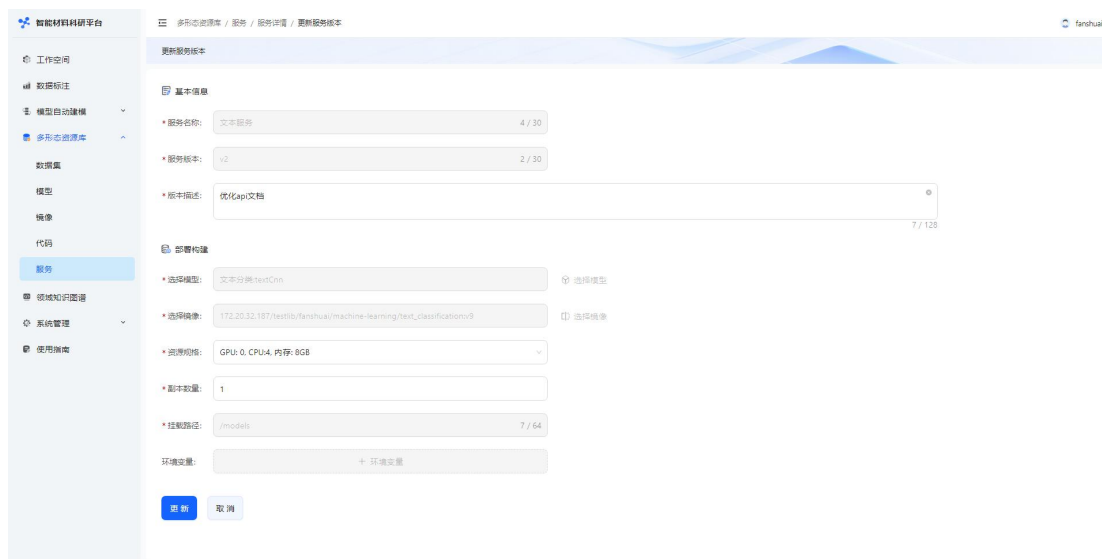 智能材料科研平台
多形态资源库 / 服务 / 服务详情 / 更新服务版本
fanshuai
工作空间
数据标注
模型自动建模
多形态资源库
数据集
模型
镜像
代码
服务
领域知识图谱
系统管理
使用指南
更新服务版本
基本信息
* 服务名称: 文本服务 4 / 30
* 服务版本: v2 2 / 30
* 版本描述: 优化api文档
7 / 128
部署构建
* 选择模型: 文本分类:textCnn 选择模型
* 选择镜像: 172.20.32.187/testlib/fanshuai/machine-learning/text_classification:v9 选择镜像
* 资源规格: GPU: 0, CPU:4, 内存: 8GB
* 副本数量: 1
* 挂载路径: /models 7 / 64
环境变量: + 环境变量
更新 取消